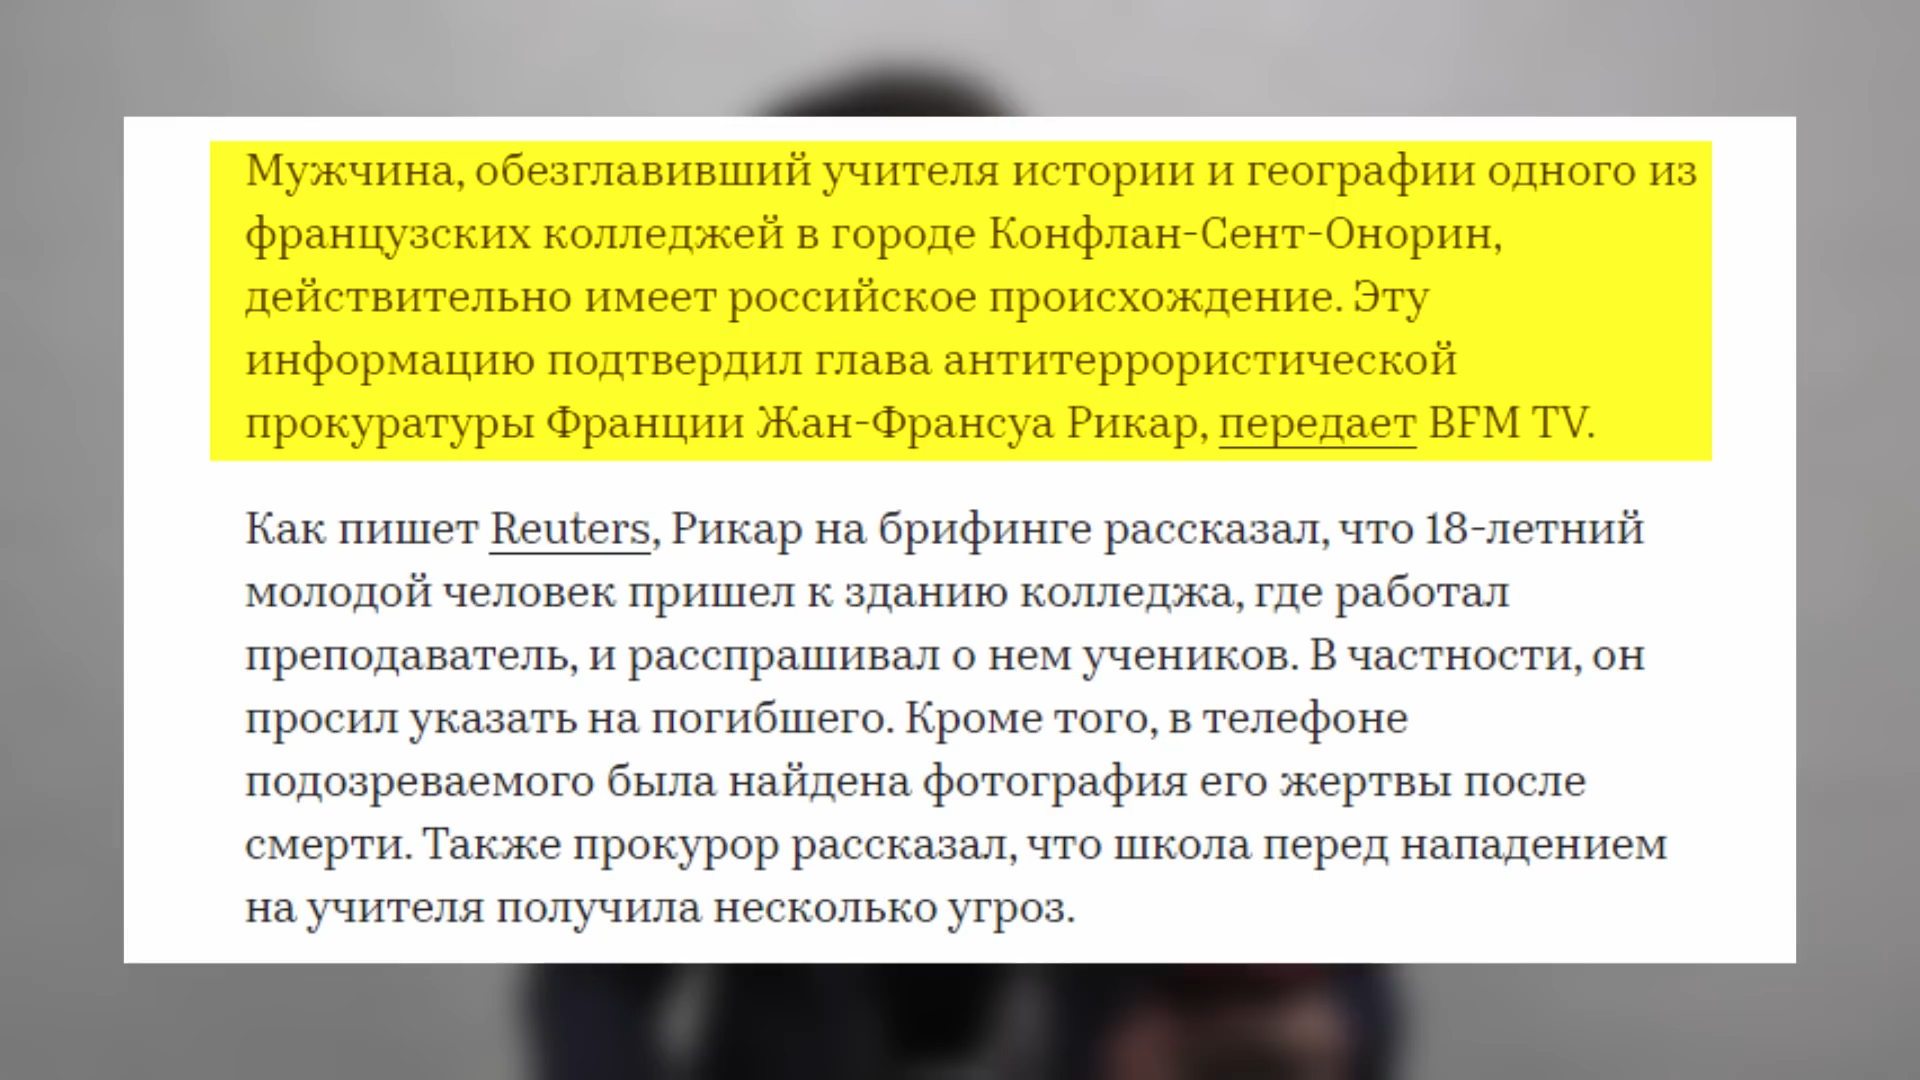 Мужчина, обезглавивший учителя истории и географии одного из
французских колледжей в городе Конфлан-Сент-Онорин,
действительно имеет российское происхождение. Эту
информацию подтвердил глава антитеррористической
прокуратуры Франции Жан-Франсуа Рикар, передает BFM TV.
Как пишет Reuters, Рикар на брифинге рассказал, что 18-летний
молодой человек пришел к зданию колледжа, где работал
преподаватель, и расспрашивал о нем учеников. В частности, он
просил указать на погибшего. Кроме того, в телефоне
подозреваемого была найдена фотография его жертвы после
смерти. Также прокурор рассказал, что школа перед нападением
на учителя получила несколько угроз.